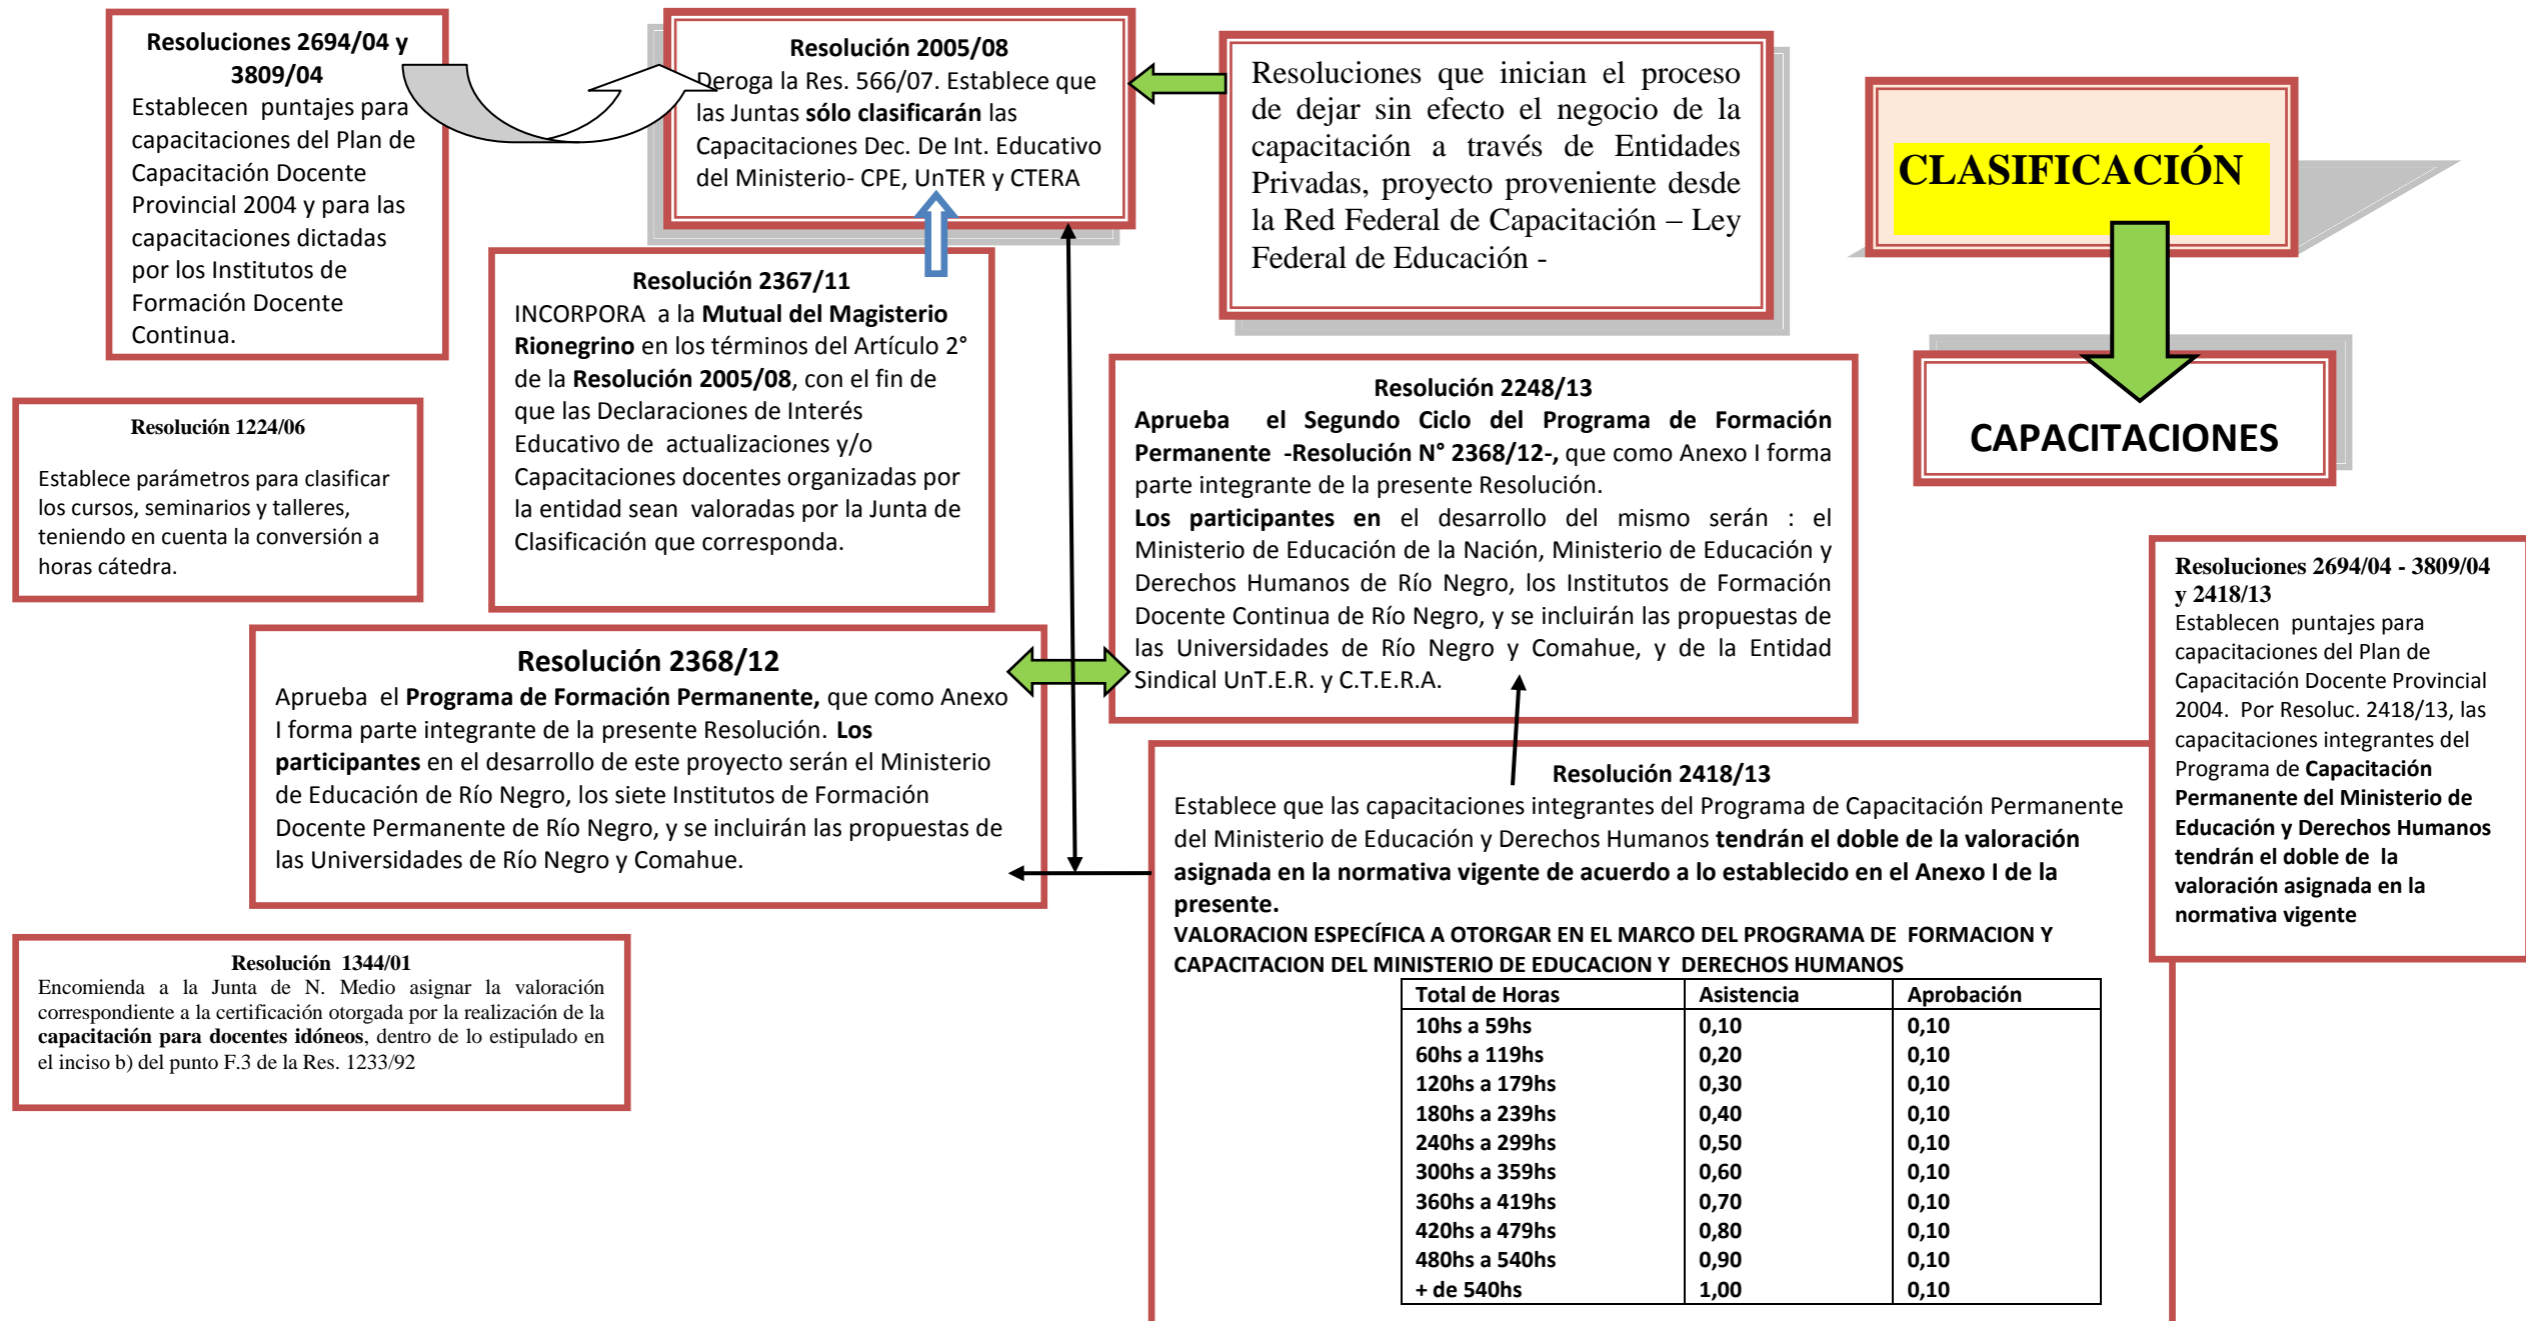 Resoluciones 2694/04 y
3809/04
Establecen puntajes para
capacitaciones del Plan de
Capacitación Docente
Provincial 2004 y para las
capacitaciones dictadas
por los Institutos de
Formación Docente
Continua.
Resolución 2005/08
Deroga la Res. 566/07. Establece que
las Juntas sólo clasificarán las
Capacitaciones Dec. De Int. Educativo
del Ministerio- CPE, UnTER y CTERA
Resoluciones que inician el proceso
de dejar sin efecto el negocio de la
capacitación a través de Entidades
Privadas, proyecto proveniente desde
la Red Federal de Capacitación – Ley
Federal de Educación -
CLASIFICACIÓN
CAPACITACIONES
Resolución 2367/11
INCORPORA a la Mutual del Magisterio
Rionegrino en los términos del Artículo 2°
de la Resolución 2005/08, con el fin de
que las Declaraciones de Interés
Educativo de actualizaciones y/o
Capacitaciones docentes organizadas por
la entidad sean valoradas por la Junta de
Clasificación que corresponda.
Resolución 1224/06
Establece parámetros para clasificar
los cursos, seminarios y talleres,
teniendo en cuenta la conversión a
horas cátedra.
Resolución 2248/13
Aprueba el Segundo Ciclo del Programa de Formación
Permanente -Resolución N° 2368/12-, que como Anexo I forma
parte integrante de la presente Resolución.
Los participantes en el desarrollo del mismo serán : el
Ministerio de Educación de la Nación, Ministerio de Educación y
Derechos Humanos de Río Negro, los Institutos de Formación
Docente Continua de Río Negro, y se incluirán las propuestas de
las Universidades de Río Negro y Comahue, y de la Entidad
Sindical UnT.E.R. y C.T.E.R.A.
Resoluciones 2694/04 - 3809/04
y 2418/13
Establecen puntajes para
capacitaciones del Plan de
Capacitación Docente Provincial
2004. Por Resoluc. 2418/13, las
capacitaciones integrantes del
Programa de Capacitación
Permanente del Ministerio de
Educación y Derechos Humanos
tendrán el doble de la
valoración asignada en la
normativa vigente
Resolución 2368/12
Aprueba el Programa de Formación Permanente, que como Anexo
I forma parte integrante de la presente Resolución. Los
participantes en el desarrollo de este proyecto serán el Ministerio
de Educación de Río Negro, los siete Institutos de Formación
Docente Permanente de Río Negro, y se incluirán las propuestas de
las Universidades de Río Negro y Comahue.
Resolución 2418/13
Establece que las capacitaciones integrantes del Programa de Capacitación Permanente
del Ministerio de Educación y Derechos Humanos tendrán el doble de la valoración
asignada en la normativa vigente de acuerdo a lo establecido en el Anexo I de la
presente.
VALORACION ESPECÍFICA A OTORGAR EN EL MARCO DEL PROGRAMA DE FORMACION Y
CAPACITACION DEL MINISTERIO DE EDUCACION Y DERECHOS HUMANOS
Total de Horas Asistencia Aprobación
10hs a 59hs 0,10 0,10
60hs a 119hs 0,20 0,10
120hs a 179hs 0,30 0,10
180hs a 239hs 0,40 0,10
240hs a 299hs 0,50 0,10
300hs a 359hs 0,60 0,10
360hs a 419hs 0,70 0,10
420hs a 479hs 0,80 0,10
480hs a 540hs 0,90 0,10
+ de 540hs 1,00 0,10
Resolución 1344/01
Encomienda a la Junta de N. Medio asignar la valoración
correspondiente a la certificación otorgada por la realización de la
capacitación para docentes idóneos, dentro de lo estipulado en
el inciso b) del punto F.3 de la Res. 1233/92